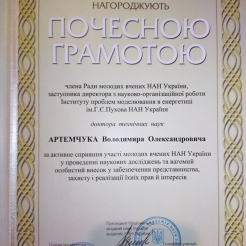 НАГОРОДЖУЮТЬ
ПОЧЕСНОЮ
ГРАМОТОЮ
члена Ради молодих вчених НАН України,
заступника директора з науково-організаційної роботи
Інституту проблем моделювання в енергетиці
ім.Г.Є.Пухова НАН України
доктора технічних наук
АРТЕМЧУКА Володимира Олександровича
за активне сприяння участі молодих вчених НАН України
у проведенні наукових досліджень та вагомий
особистий внесок у забезпечення представництва,
захисту і реалізації їхніх прав й інтересів